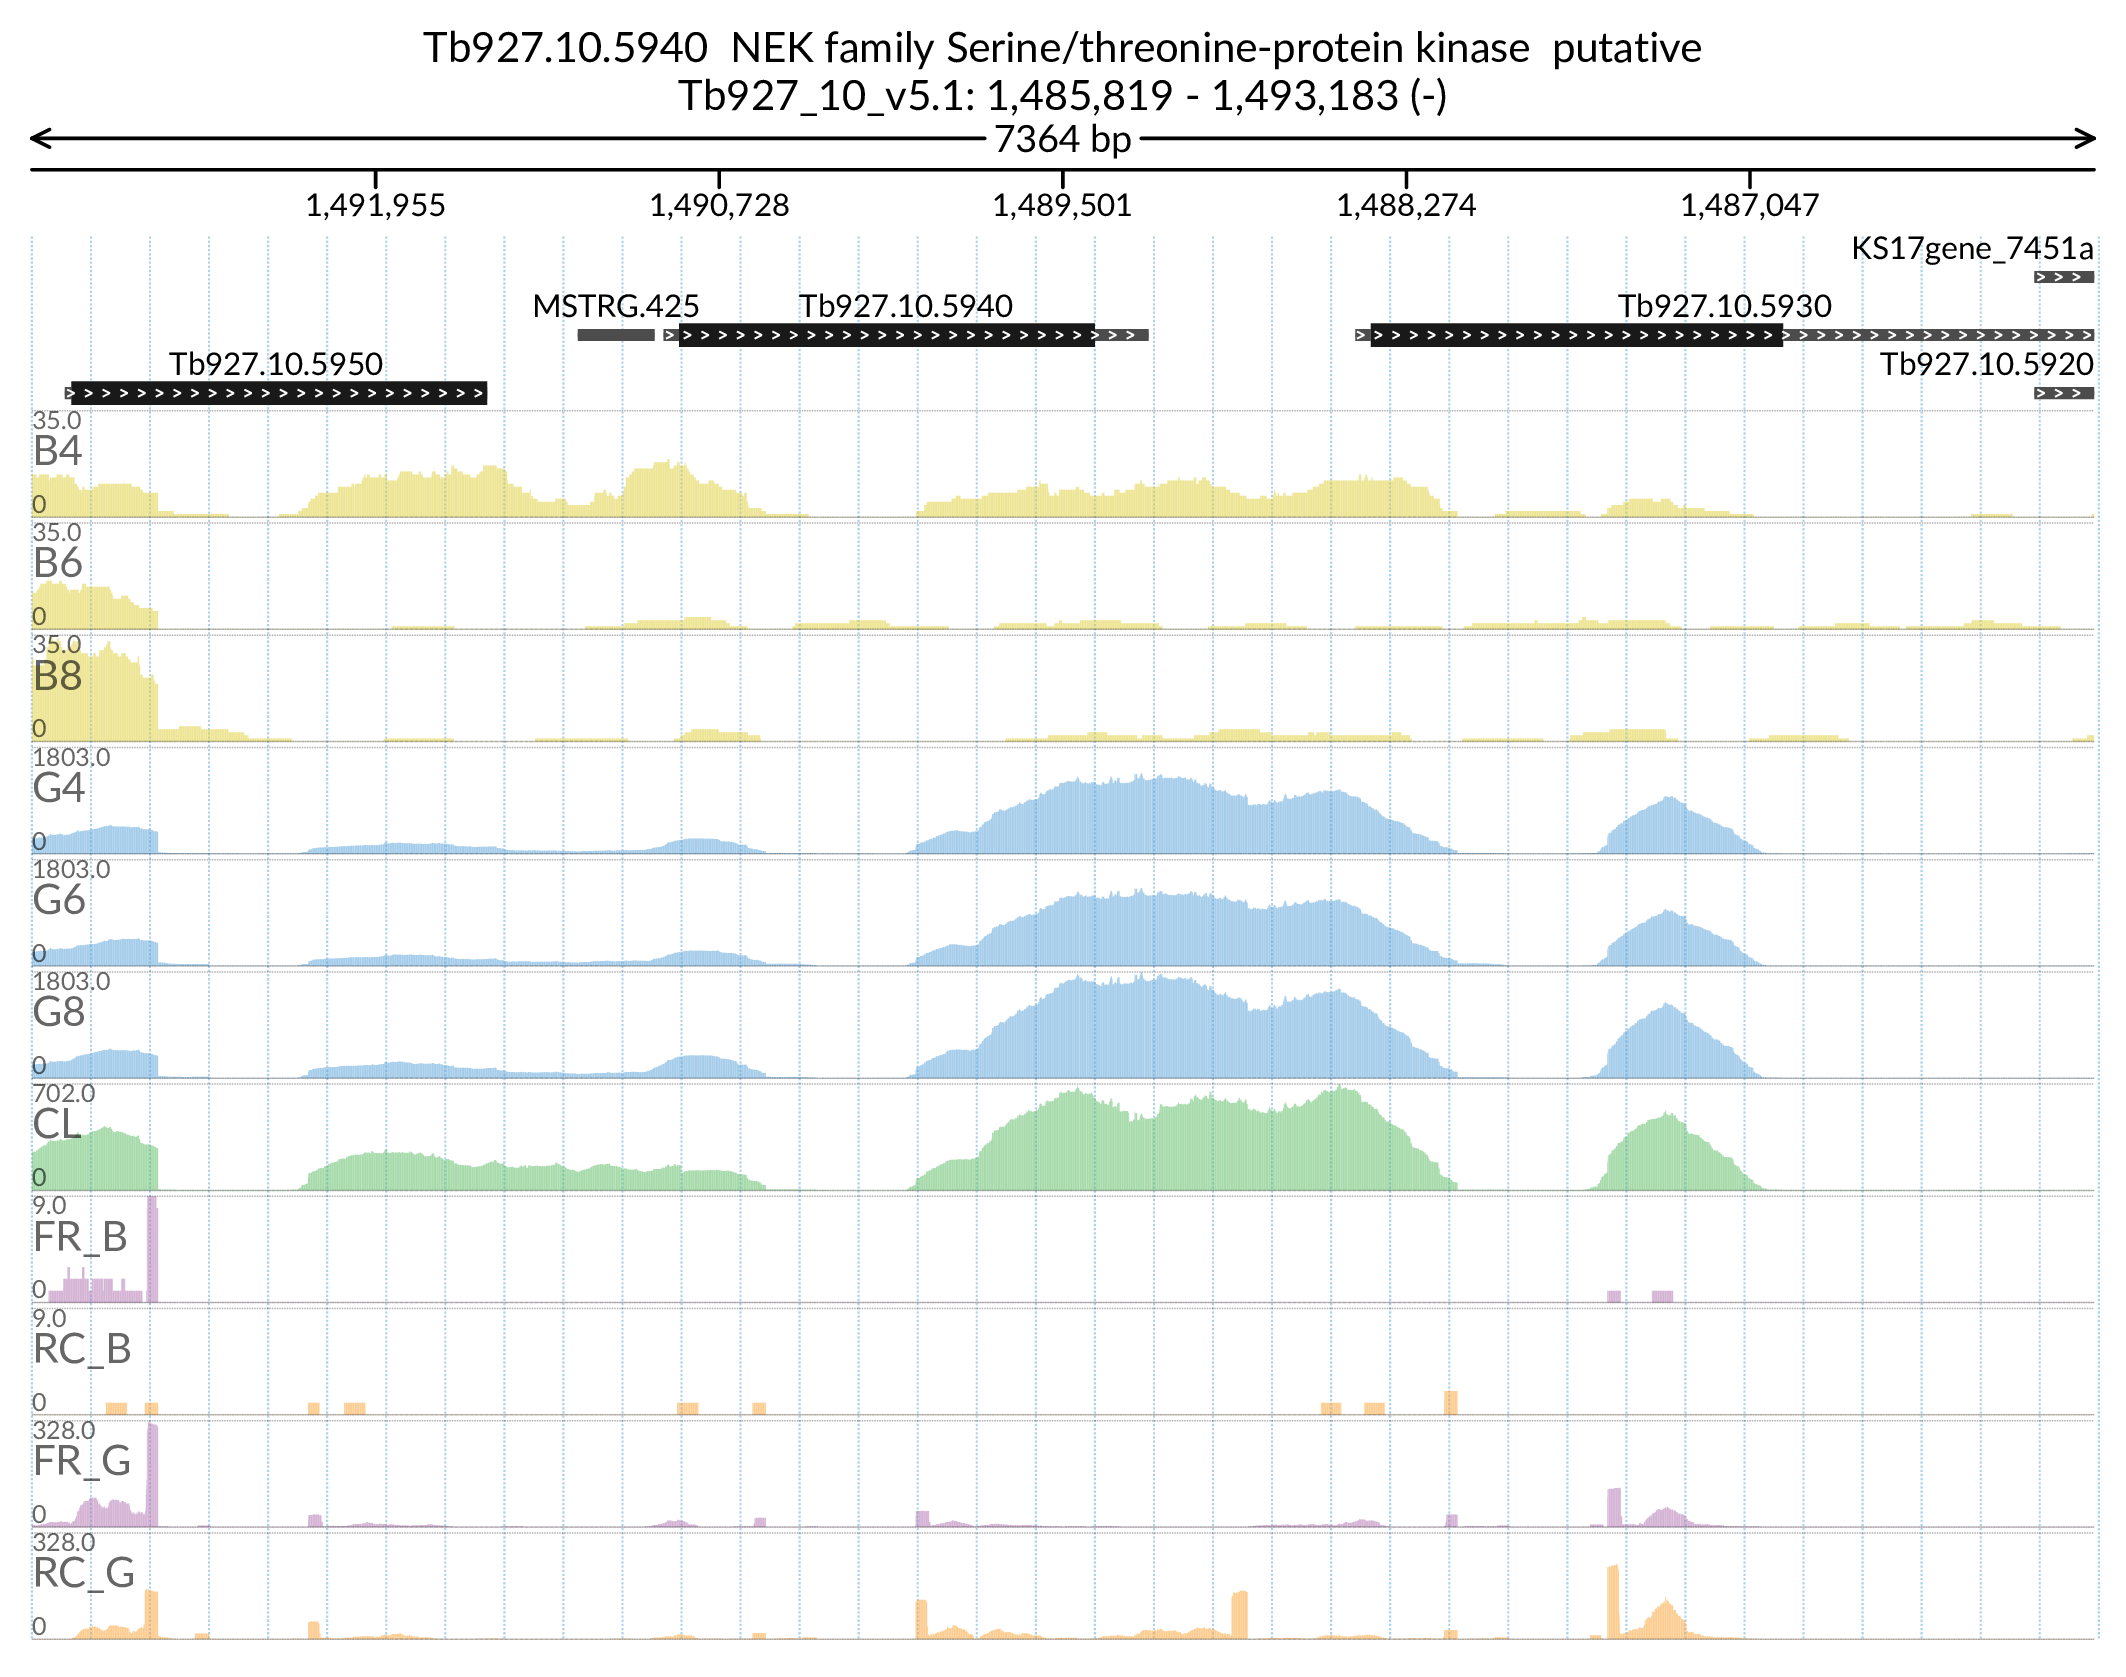 Tb927.10.5940  NEK family Serine/threonine-protein kinase  putative
Tb927_10_v5.1: 1,485,819 - 1,493,183 (-)
7364 bp
1,491,955 1,490,728 1,489,501 1,488,274 1,487,047
KS17gene_7451a
MSTRG.425 Tb927.10.5940 Tb927.10.5930
Tb927.10.5950 Tb927.10.5920
35.0
B4
0
35.0
B6
0
35.0
B8
0
1803.0
G4
0
1803.0
G6
0
1803.0
G8
0
702.0
CL
0
9.0
FR_B
0
9.0
RC_B
0
328.0
FR_G
0
328.0
RC_G
0